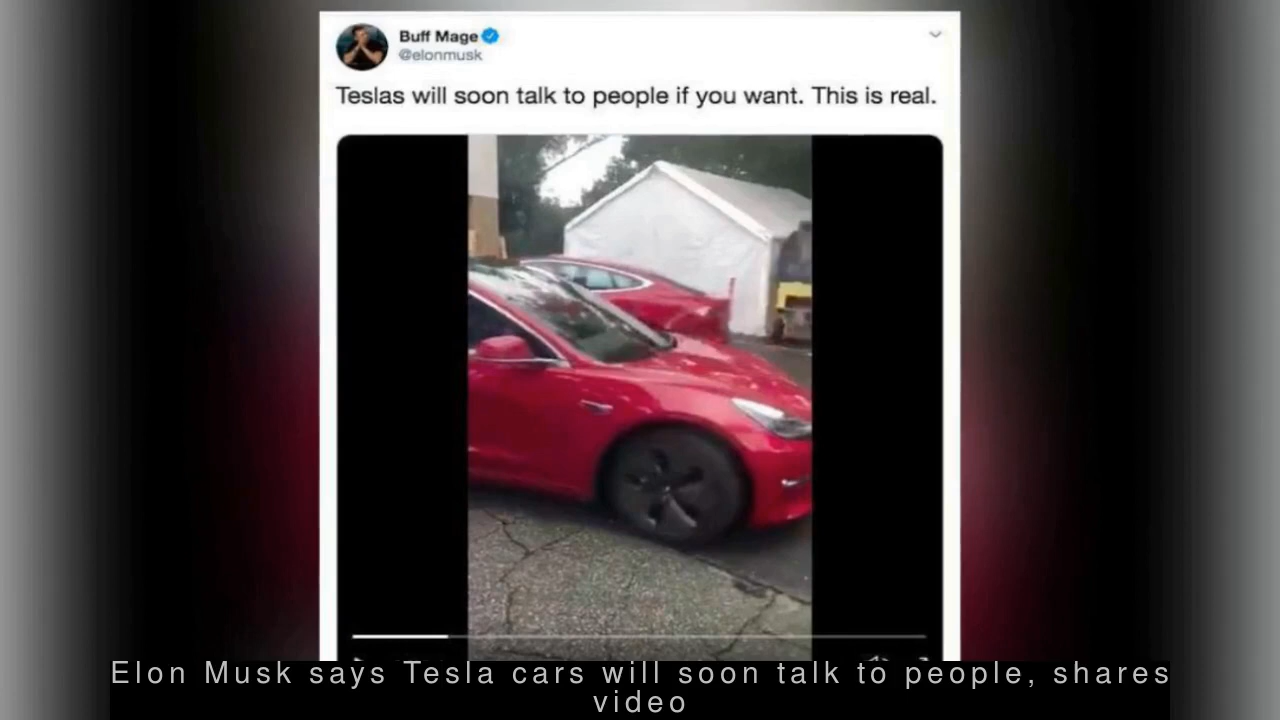 Buff Mage
@elonmusk
Teslas will soon talk to people if you want. This is real.
Elon Musk says Tesla cars will soon talk to people, shares
video